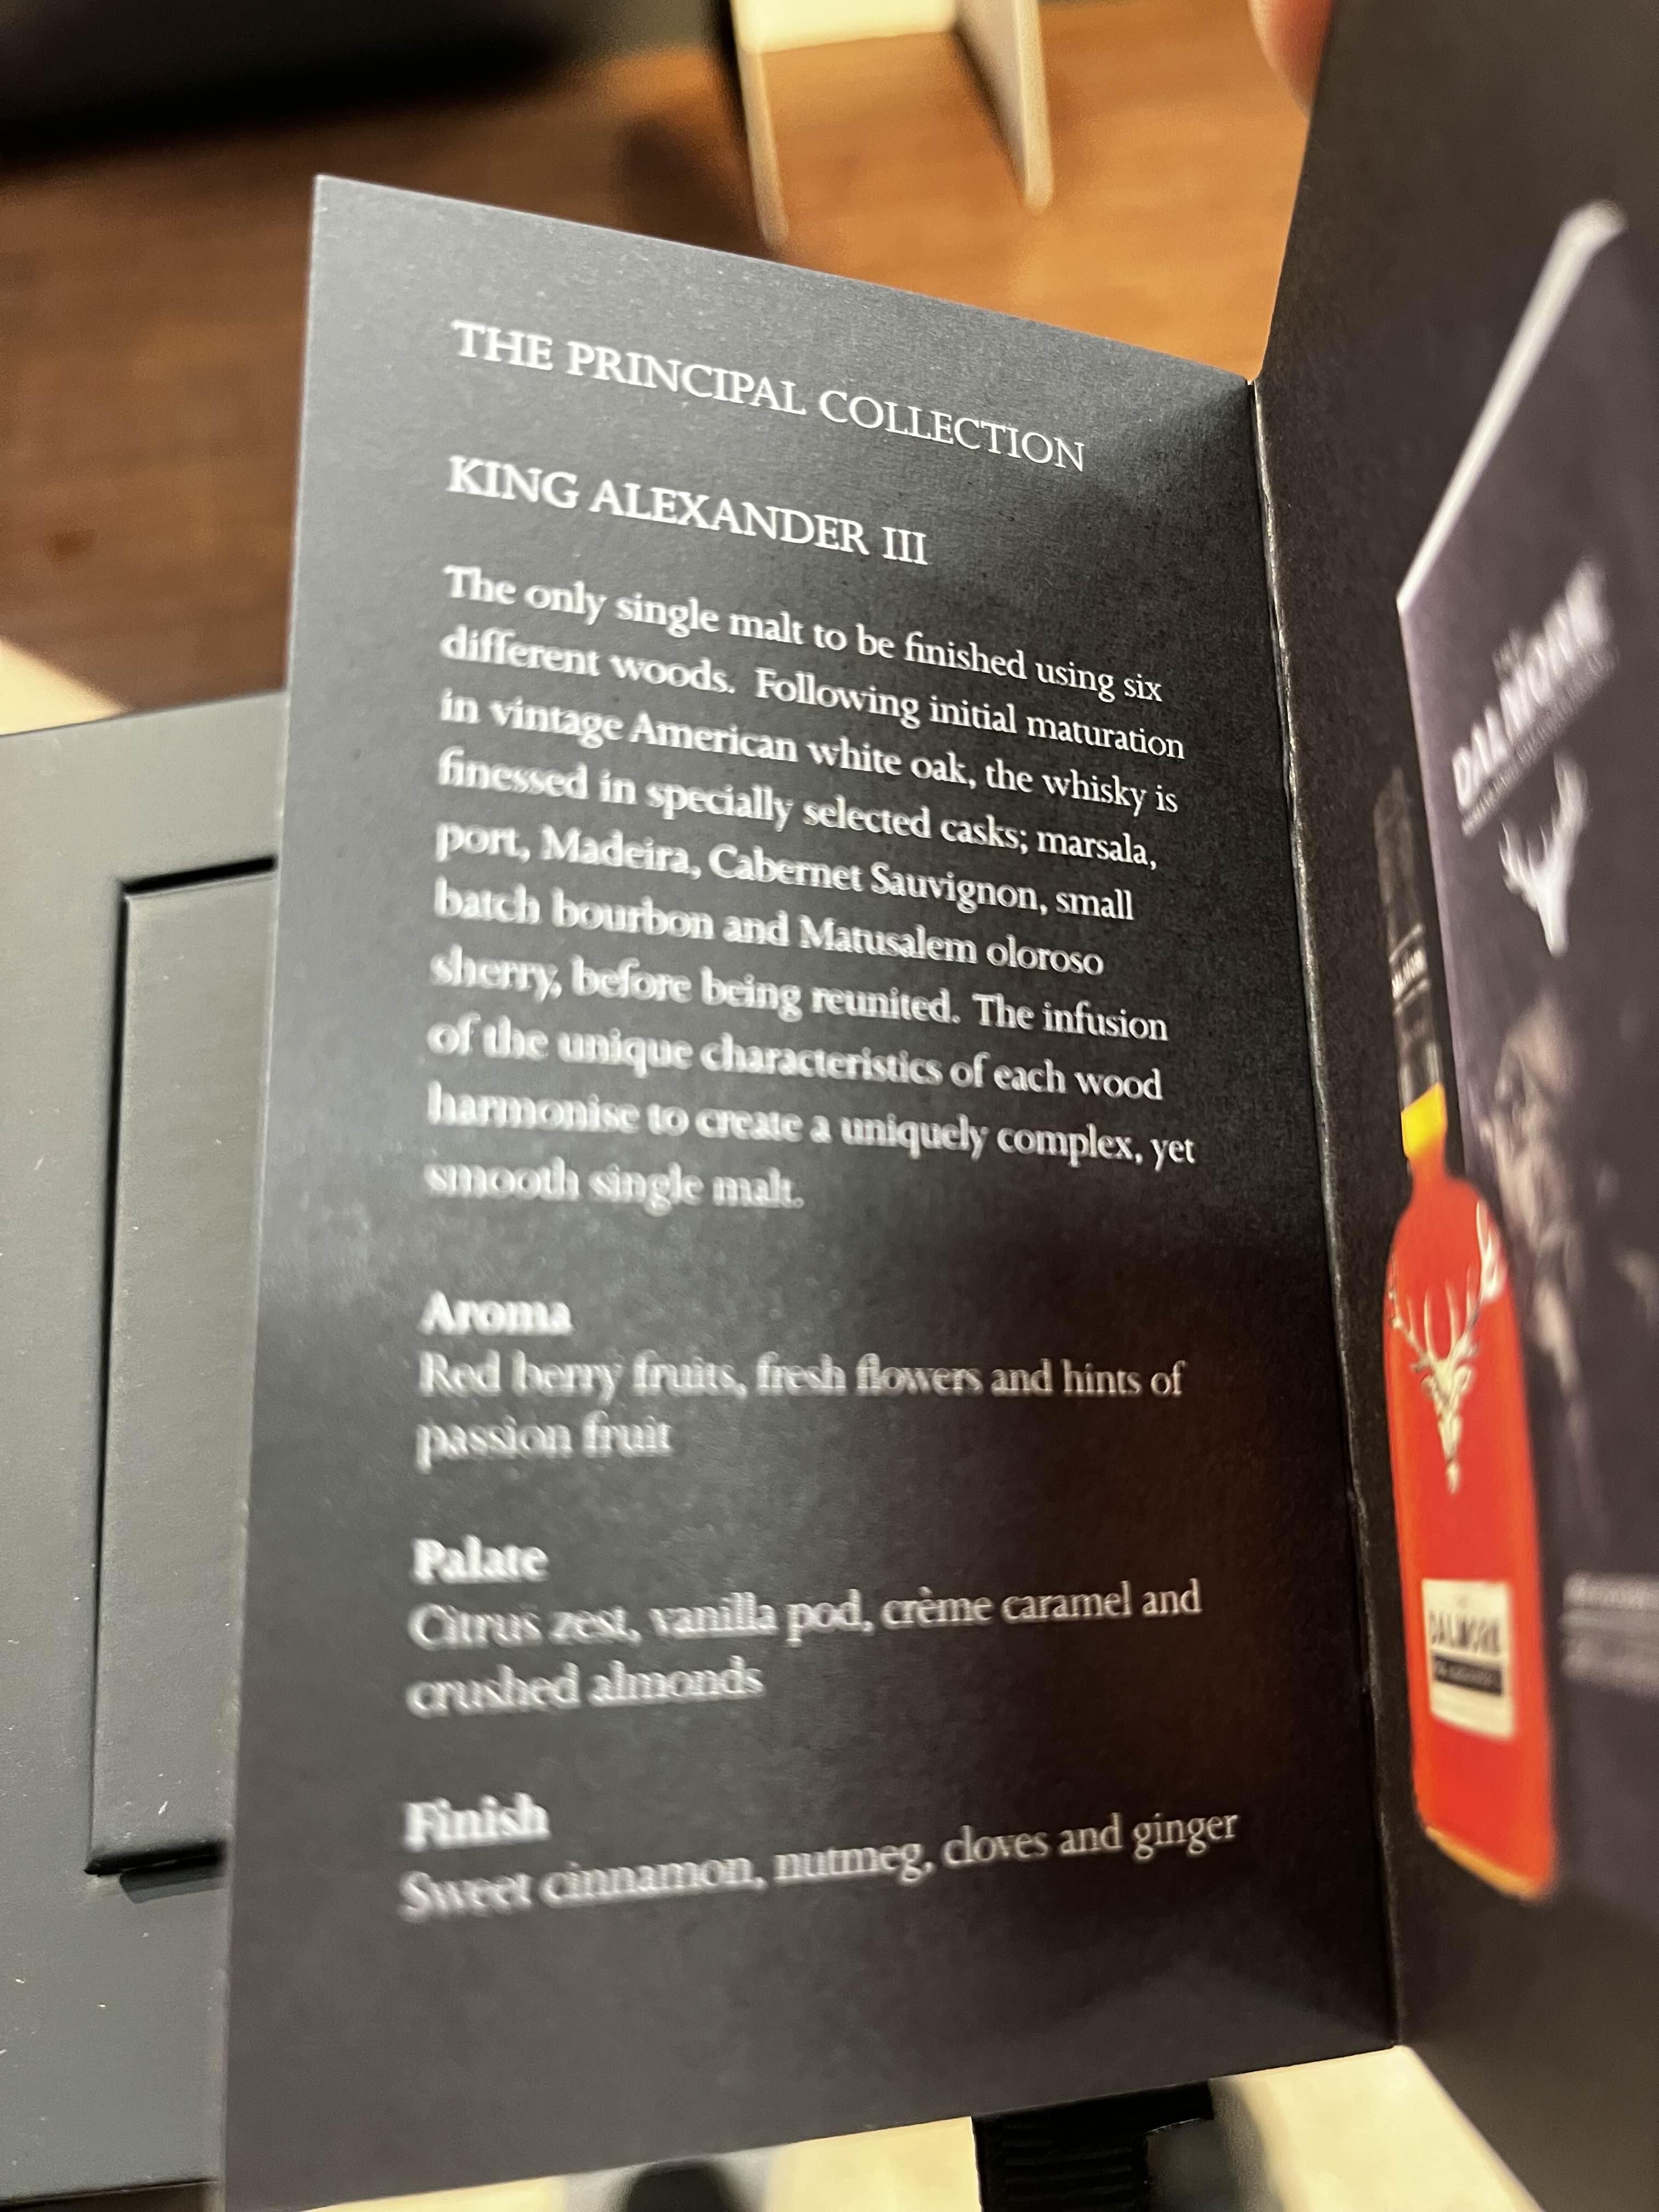 THE PRINCIPAL COLLECTION
KING ALEXANDER III
The only single malt to be finished using six
different woods. Following initial maturation
in vintage American white oak, the whisky is
finessed in specially selected casks; marsala,
port, Madeira, Cabernet Sauvignon, small
batch bourbon and Matusalem oloroso
sherry, before being reunited. The infusion
of the unique characteristics of each wood
harmonise to create a uniquely complex, yet
smooth single malt.
Aroma
Red berry fruits, fresh flowers and hints of
passion fruit
Palate
Citrus zest, vanilla pod, crème caramel and
crushed almonds
Finish
Sweet cinnamon, nutmeg, cloves and ginger
DALMORE
DALMORE